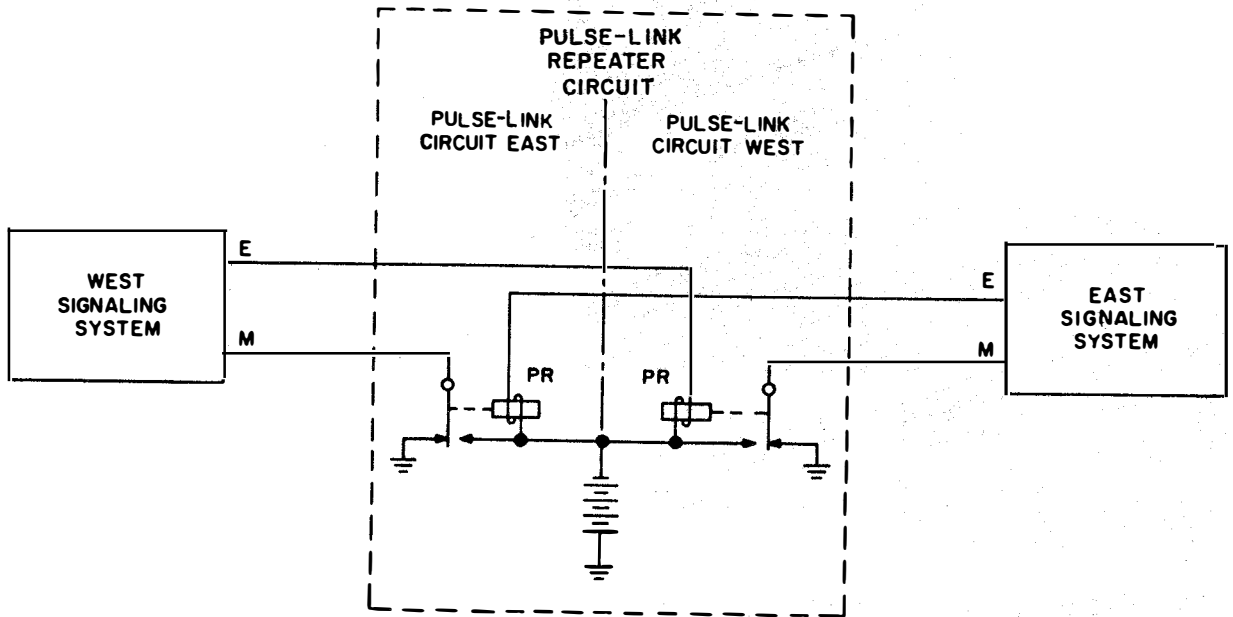 PULSE-LINK
REPEATER
CIRCUIT
PULSE-LINK
CIRCUIT EAST
PULSE-LINK
CIRCUIT WEST
WEST
SIGNALING
SYSTEM
E
M
PR
PR
E
M
EAST
SIGNALING
SYSTEM